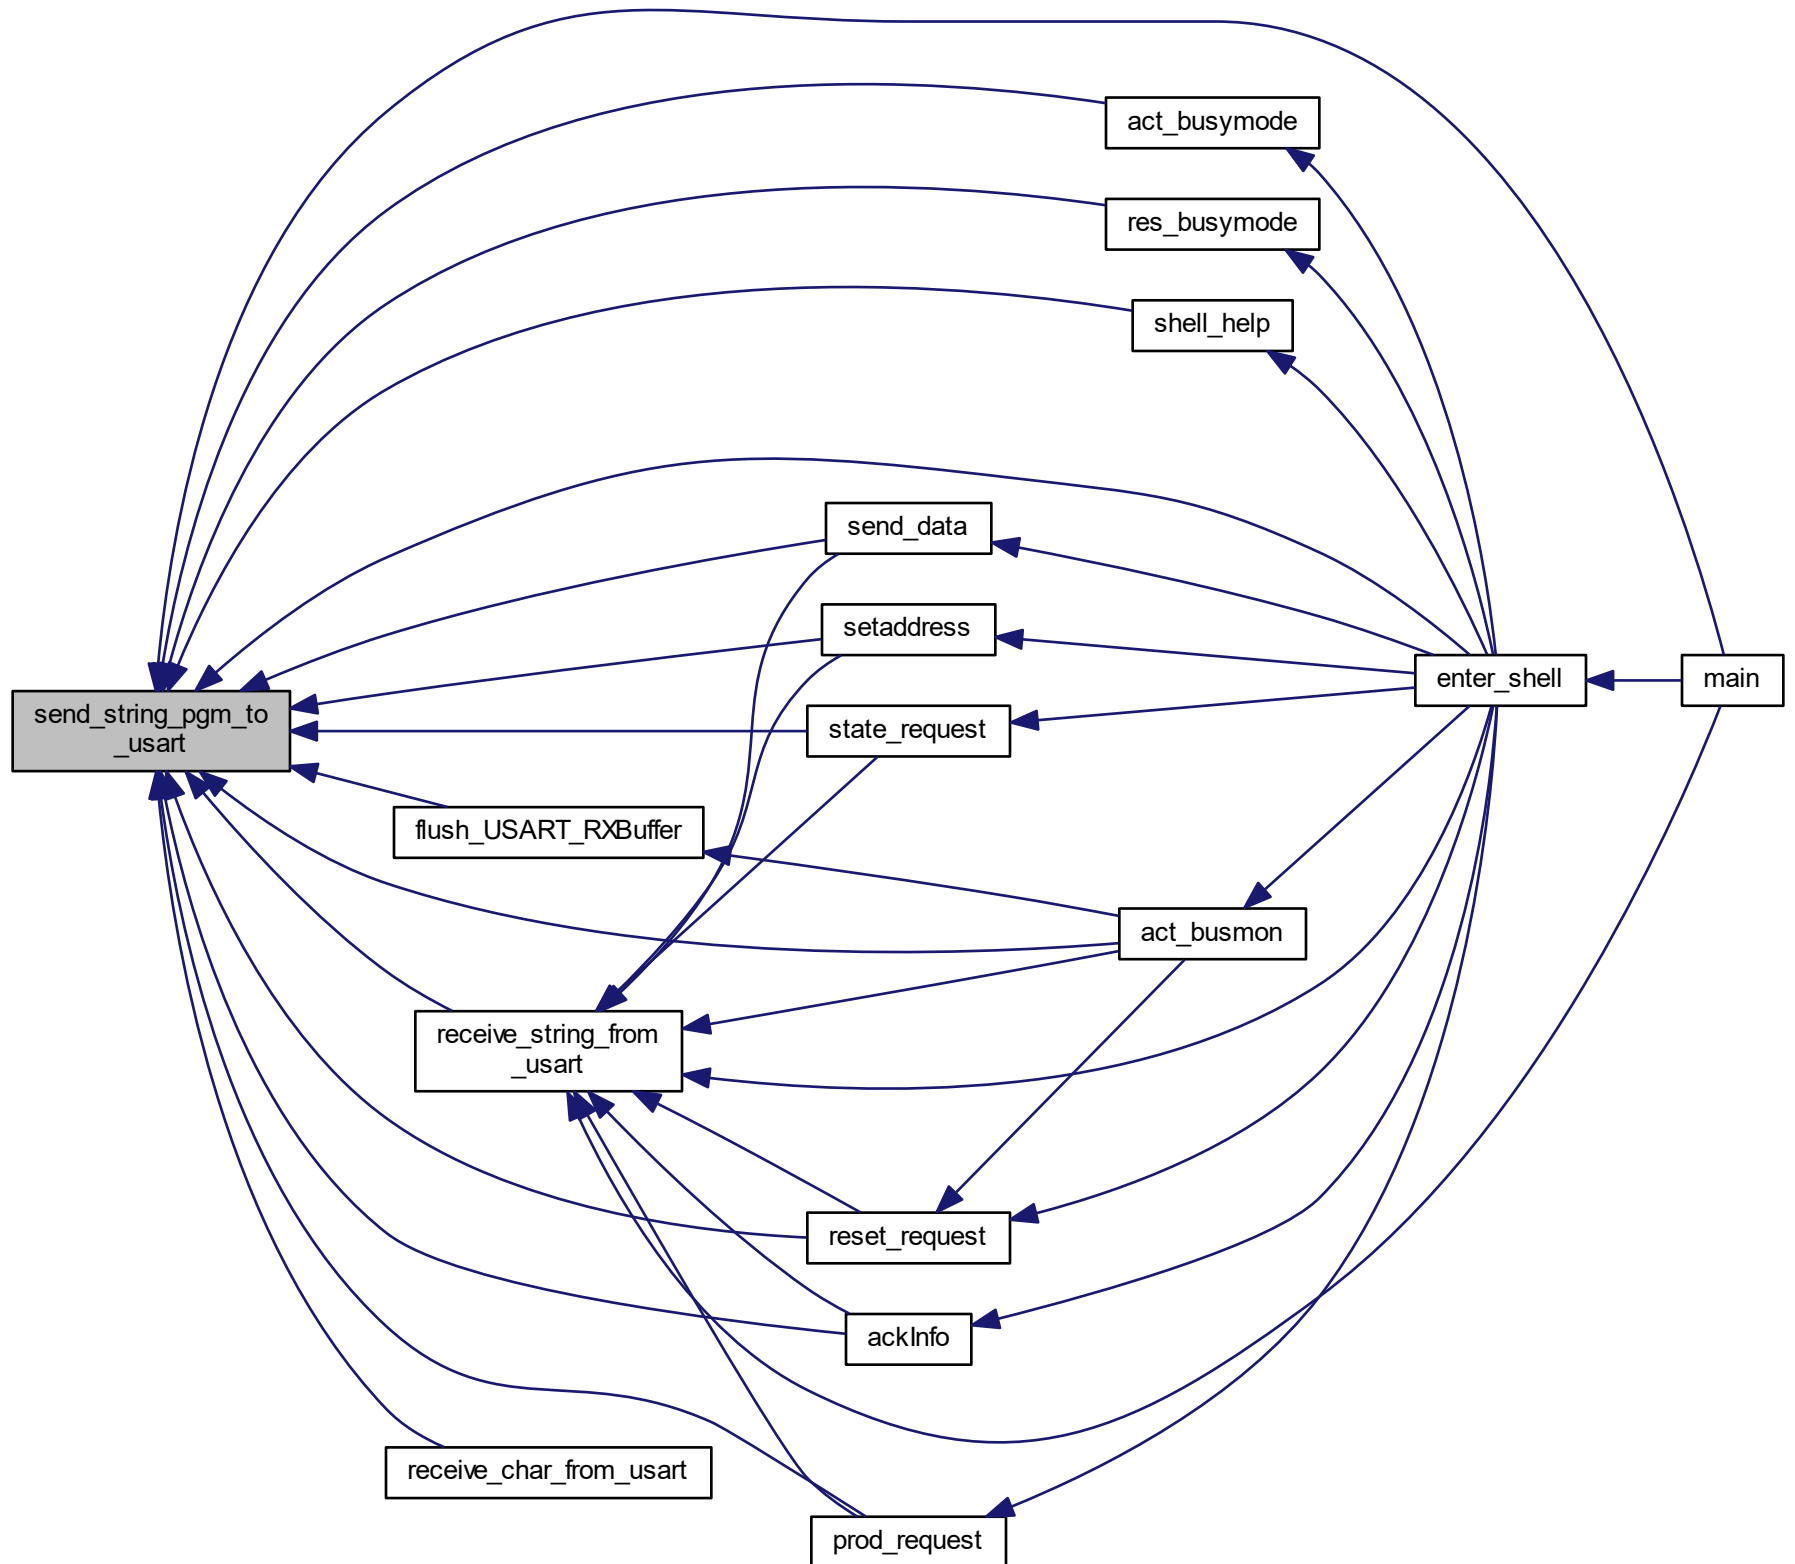 act_busymode
res_busymode
shell_help
send_data
setaddress
enter_shell
main
send_string_pgm_to
_usart
state_request
flush_USART_RXBuffer
act_busmon
receive_string_from
_usart
reset_request
ackInfo
receive_char_from_usart
prod_request